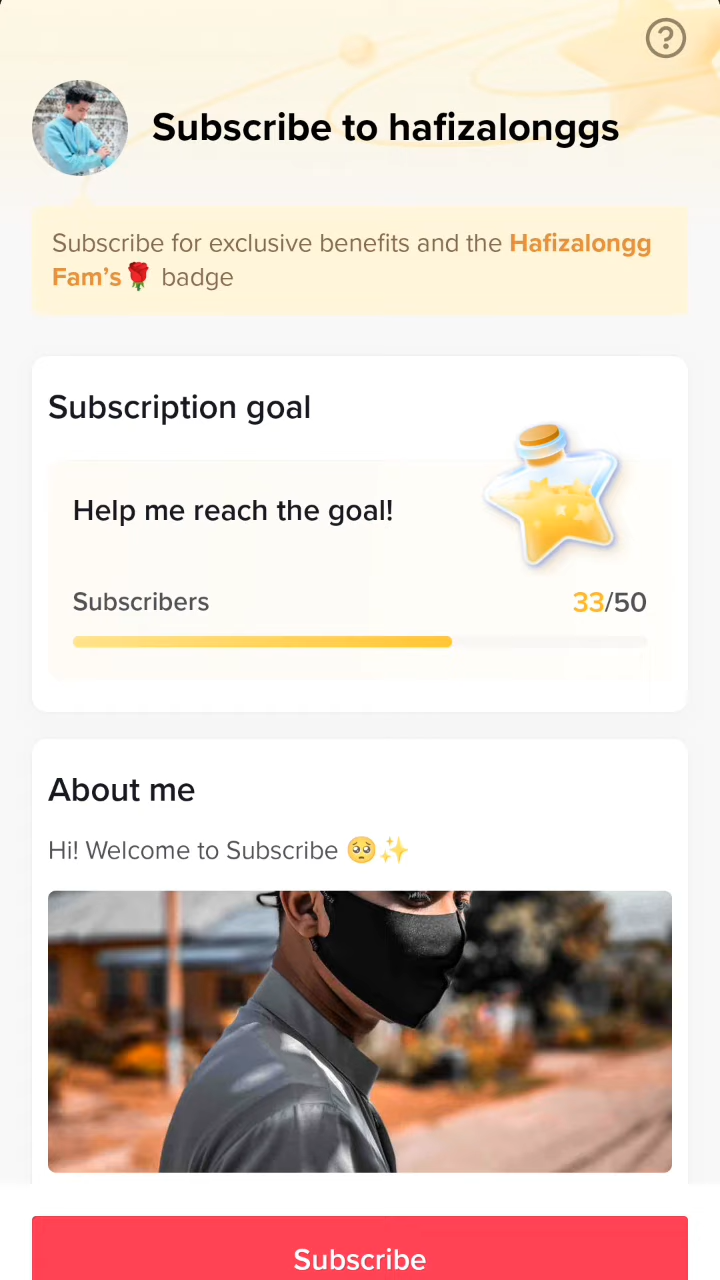 Subscribe to hafizalonggs
Subscribe for exclusive benefits and the Hafizalongg
Fam’s🌹 badge
Subscription goal
Help me reach the goal!
Subscribers 33/50
About me
Hi! Welcome to Subscribe 🥺✨
Subscribe